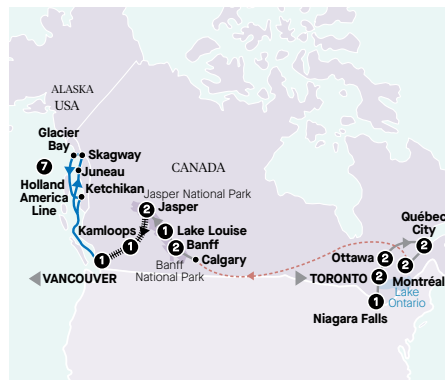 ALASKA
USA
Glacier
Bay
Skagway
7
Juneau
Holland
America
Line
Ketchikan
CANADA
Jasper National Park
2 Jasper
Kamloops
1
1 Lake Louise
2 Banff
Banff
National Park
Calgary
1
VANCOUVER
Québec
City
2
Ottawa 2
2
Montréal
TORONTO 2
Lake
Ontario
1
Niagara Falls